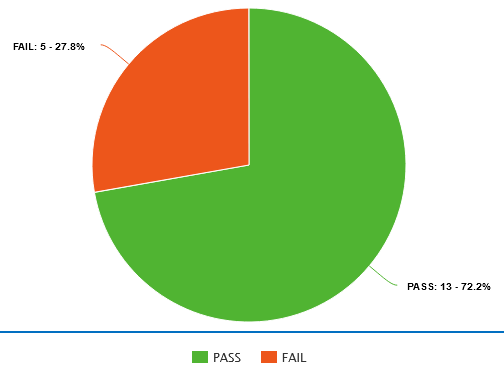 FAIL: 5 - 27.8%
PASS: 13 - 72.2%
PASS FAIL